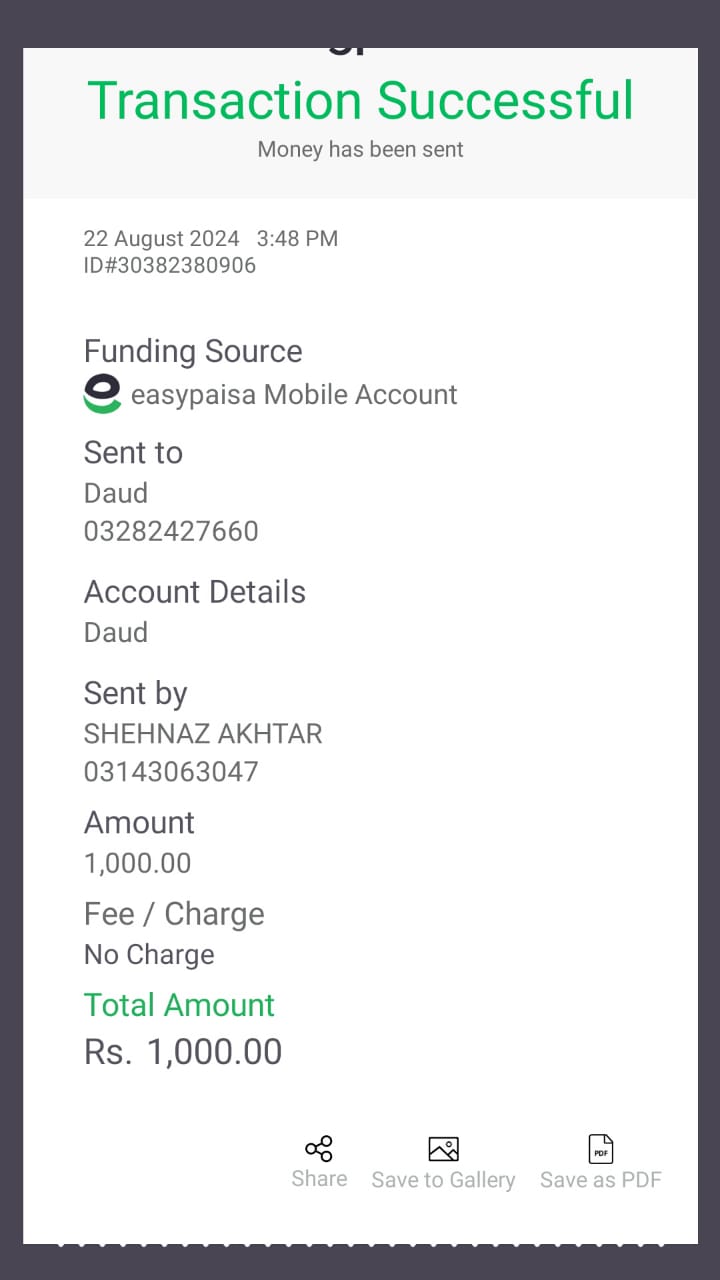 Transaction Successful
Money has been sent
22 August 2024 3:48 PM
ID#30382380906
Funding Source
easypaisa Mobile Account
Sent to
Daud
03282427660
Account Details
Daud
Sent by
SHEHNAZ AKHTAR
03143063047
Amount
1,000.00
Fee / Charge
No Charge
Total Amount
Rs. 1,000.00
PDF
Share Save to Gallery Save as PDF